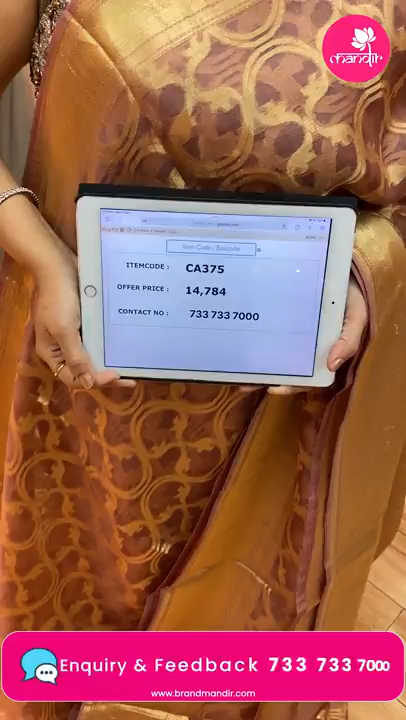 mandir
Item Code / Barcode
ITEMCODE : CA375
OFFER PRICE : 14,784
CONTACT NO : 733 733 7000
Enquiry & Feedback 733 733 7000
www.brandmandir.com